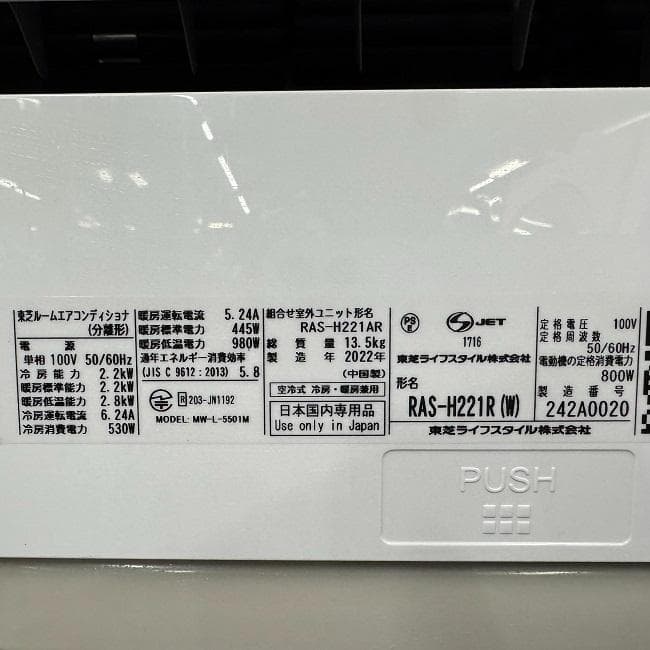 東芝ルームエアコンディショナ
(分離形)
電 源
単相 100V 50/60Hz
冷房能力 2.2kW
暖房標準能力 2.2kW
暖房低温能力 2.8kW
冷房運転電流 6.24A
冷房消費電力 530W
暖房運転電流 5.24A
暖房標準電力 445W
暖房低温電力 980W
通年エネルギー消費効率
(JIS C 9612:2013) 5.8
R 203-JN1192
MODEL: MW-L-5501M
組合せ室外ユニット形名
RAS-H221AR
総質量 13.5kg
製造年 2022年
(中国製)
空冷式 冷房・暖房兼用
日本国内専用品
Use only in Japan
PS
E
JET
1716
東芝ライフスタイル株式会社
形名
RAS-H221R(W)
東芝ライフスタイル株式会社
定格電圧 100V
定格周波数
50/60Hz
電動機の定格消費電力
800W
製造番号
242A0020
PUSH